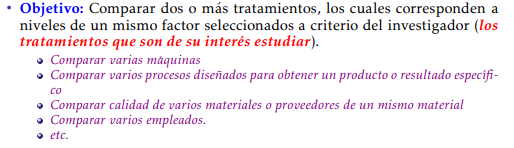 • Objetivo: Comparar dos o más tratamientos, los cuales corresponden a
niveles de un mismo factor seleccionados a criterio del investigador (los
tratamientos que son de su interés estudiar).
Comparar varias máquinas
Comparar varios procesos diseñados para obtener un producto o resultado específi-
co
Comparar calidad de varios materiales o proveedores de un mismo material
Comparar varios empleados.
etc.